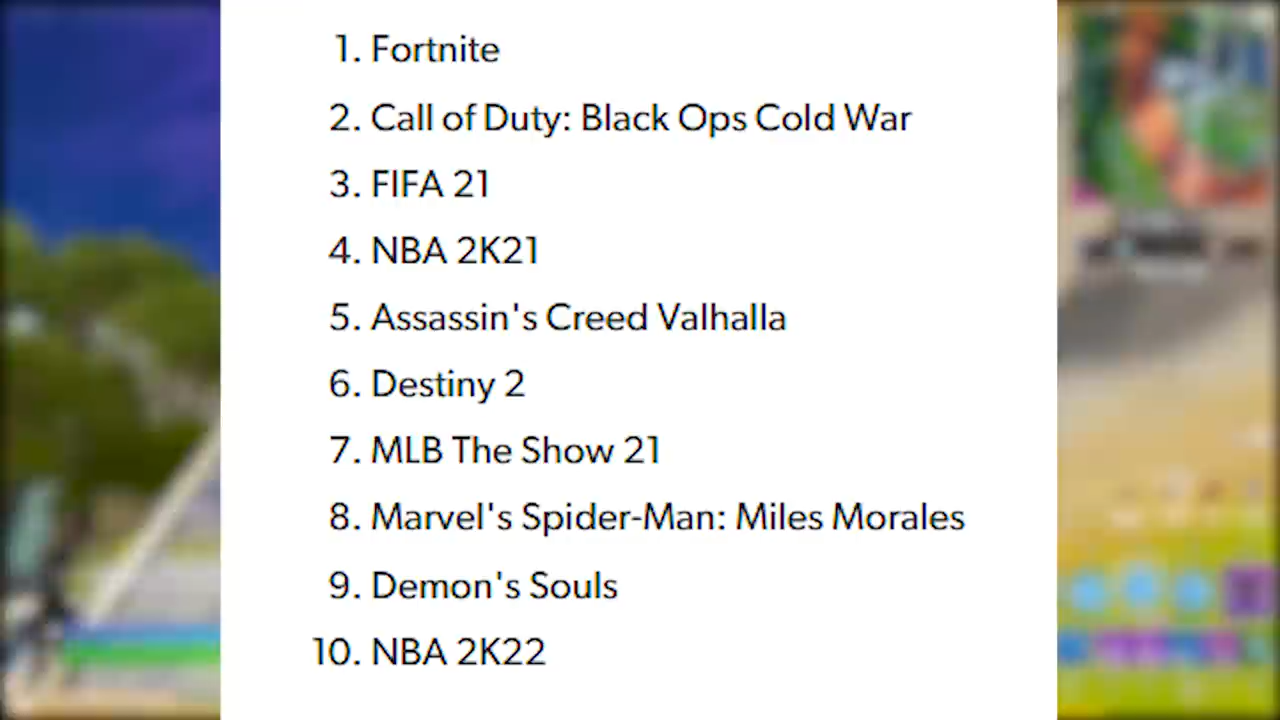 1. Fortnite
2. Call of Duty: Black Ops Cold War
3. FIFA 21
4. NBA 2K21
5. Assassin's Creed Valhalla
6. Destiny 2
7. MLB The Show 21
8. Marvel's Spider-Man: Miles Morales
9. Demon's Souls
10. NBA 2K22